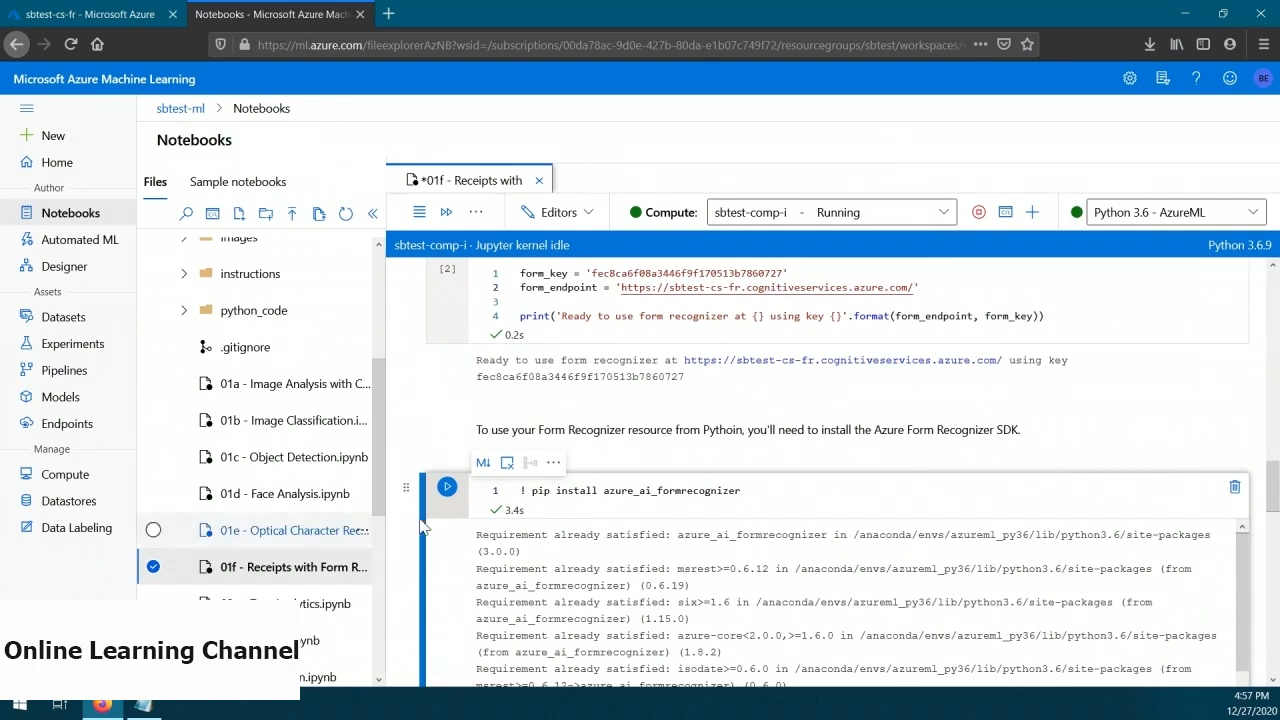 sbtest-cs-fr - Microsoft Azure
Notebooks - Microsoft Azure Mach
https://ml.azure.com/fileexplorerAzNB?wsid=/subscriptions/00da78ac-9d0e-427b-80da-e1b07c749f72/resourcegroups/sbtest/workspaces/
Microsoft Azure Machine Learning
BE
New
Home
Author
Notebooks
Automated ML
Designer
Assets
Datasets
Experiments
Pipelines
Models
Endpoints
Manage
Compute
Datastores
Data Labeling
sbtest-ml > Notebooks
Notebooks
Files
Sample notebooks
images
instructions
python_code
.gitignore
01a - Image Analysis with C...
01b - Image Classification.i...
01c - Object Detection.ipynb
01d - Face Analysis.ipynb
01e - Optical Character Rec...
01f - Receipts with Form R...
ytics.ipynb
ynb
n.ipynb
*01f - Receipts with
Editors
Compute:
sbtest-comp-i - Running
Python 3.6 - AzureML
sbtest-comp-i · Jupyter kernel idle
Python 3.6.9
[2]
1 form_key = 'fec8ca6f08a3446f9f170513b7860727'
2 form_endpoint = 'https://sbtest-cs-fr.cognitiveservices.azure.com/'
3
4 print('Ready to use form recognizer at {} using key {}'.format(form_endpoint, form_key))
0.2s
Ready to use form recognizer at https://sbtest-cs-fr.cognitiveservices.azure.com/ using key
fec8ca6f08a3446f9f170513b7860727
To use your Form Recognizer resource from Pythoin, you'll need to install the Azure Form Recognizer SDK.
M↓
1 ! pip install azure_ai_formrecognizer
3.4s
Requirement already satisfied: azure_ai_formrecognizer in /anaconda/envs/azureml_py36/lib/python3.6/site-packages
(3.0.0)
Requirement already satisfied: msrest>=0.6.12 in /anaconda/envs/azureml_py36/lib/python3.6/site-packages (from
azure_ai_formrecognizer) (0.6.19)
Requirement already satisfied: six>=1.6 in /anaconda/envs/azureml_py36/lib/python3.6/site-packages (from
azure_ai_formrecognizer) (1.15.0)
Requirement already satisfied: azure-core<2.0.0,>=1.6.0 in /anaconda/envs/azureml_py36/lib/python3.6/site-packages
(from azure_ai_formrecognizer) (1.8.2)
Requirement already satisfied: isodate>=0.6.0 in /anaconda/envs/azureml_py36/lib/python3.6/site-packages (from
msrest>=0.6.12->azure_ai_formrecognizer) (0.6.0)
Online Learning Channel
4:57 PM
12/27/2020